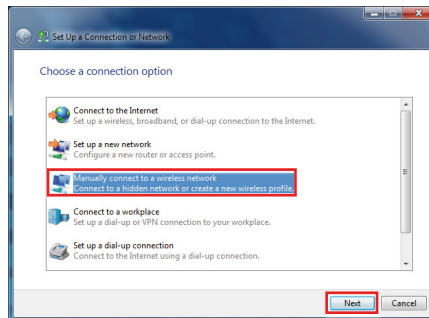 Set Up a Connection or Network
Choose a connection option
Connect to the Internet
Set up a wireless, broadband, or dial-up connection to the Internet.
Set up a new network
Configure a new router or access point.
Manually connect to a wireless network
Connect to a hidden network or create a new wireless profile.
Connect to a workplace
Set up a dial-up or VPN connection to your workplace.
Set up a dial-up connection
Connect to the Internet using a dial-up connection.
Next Cancel